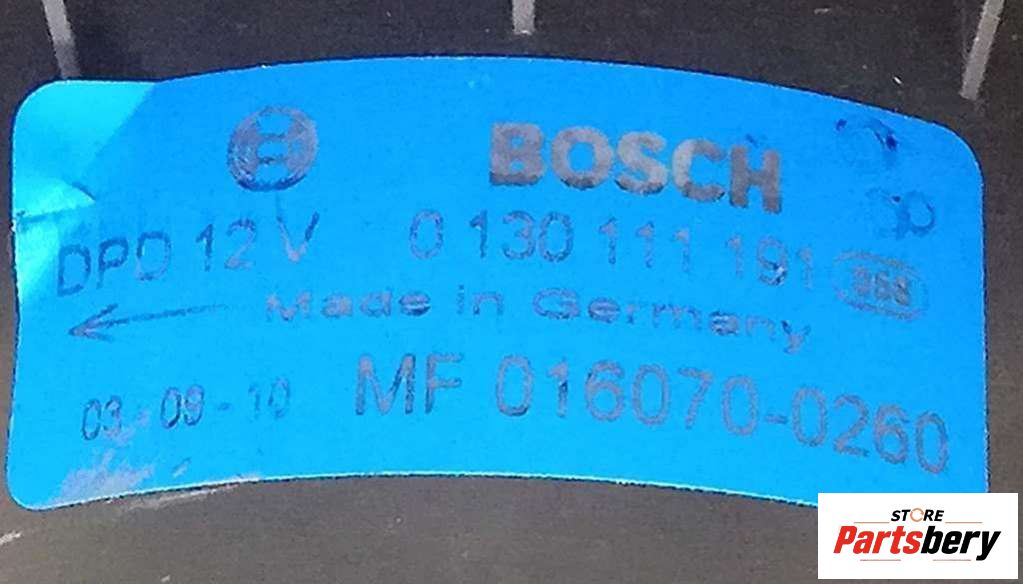 BOSCH
DPD 12 V 0 130 111 191
Made in Germany
03 - 09 - 10 MF 016070-0260
STORE
Partsbery